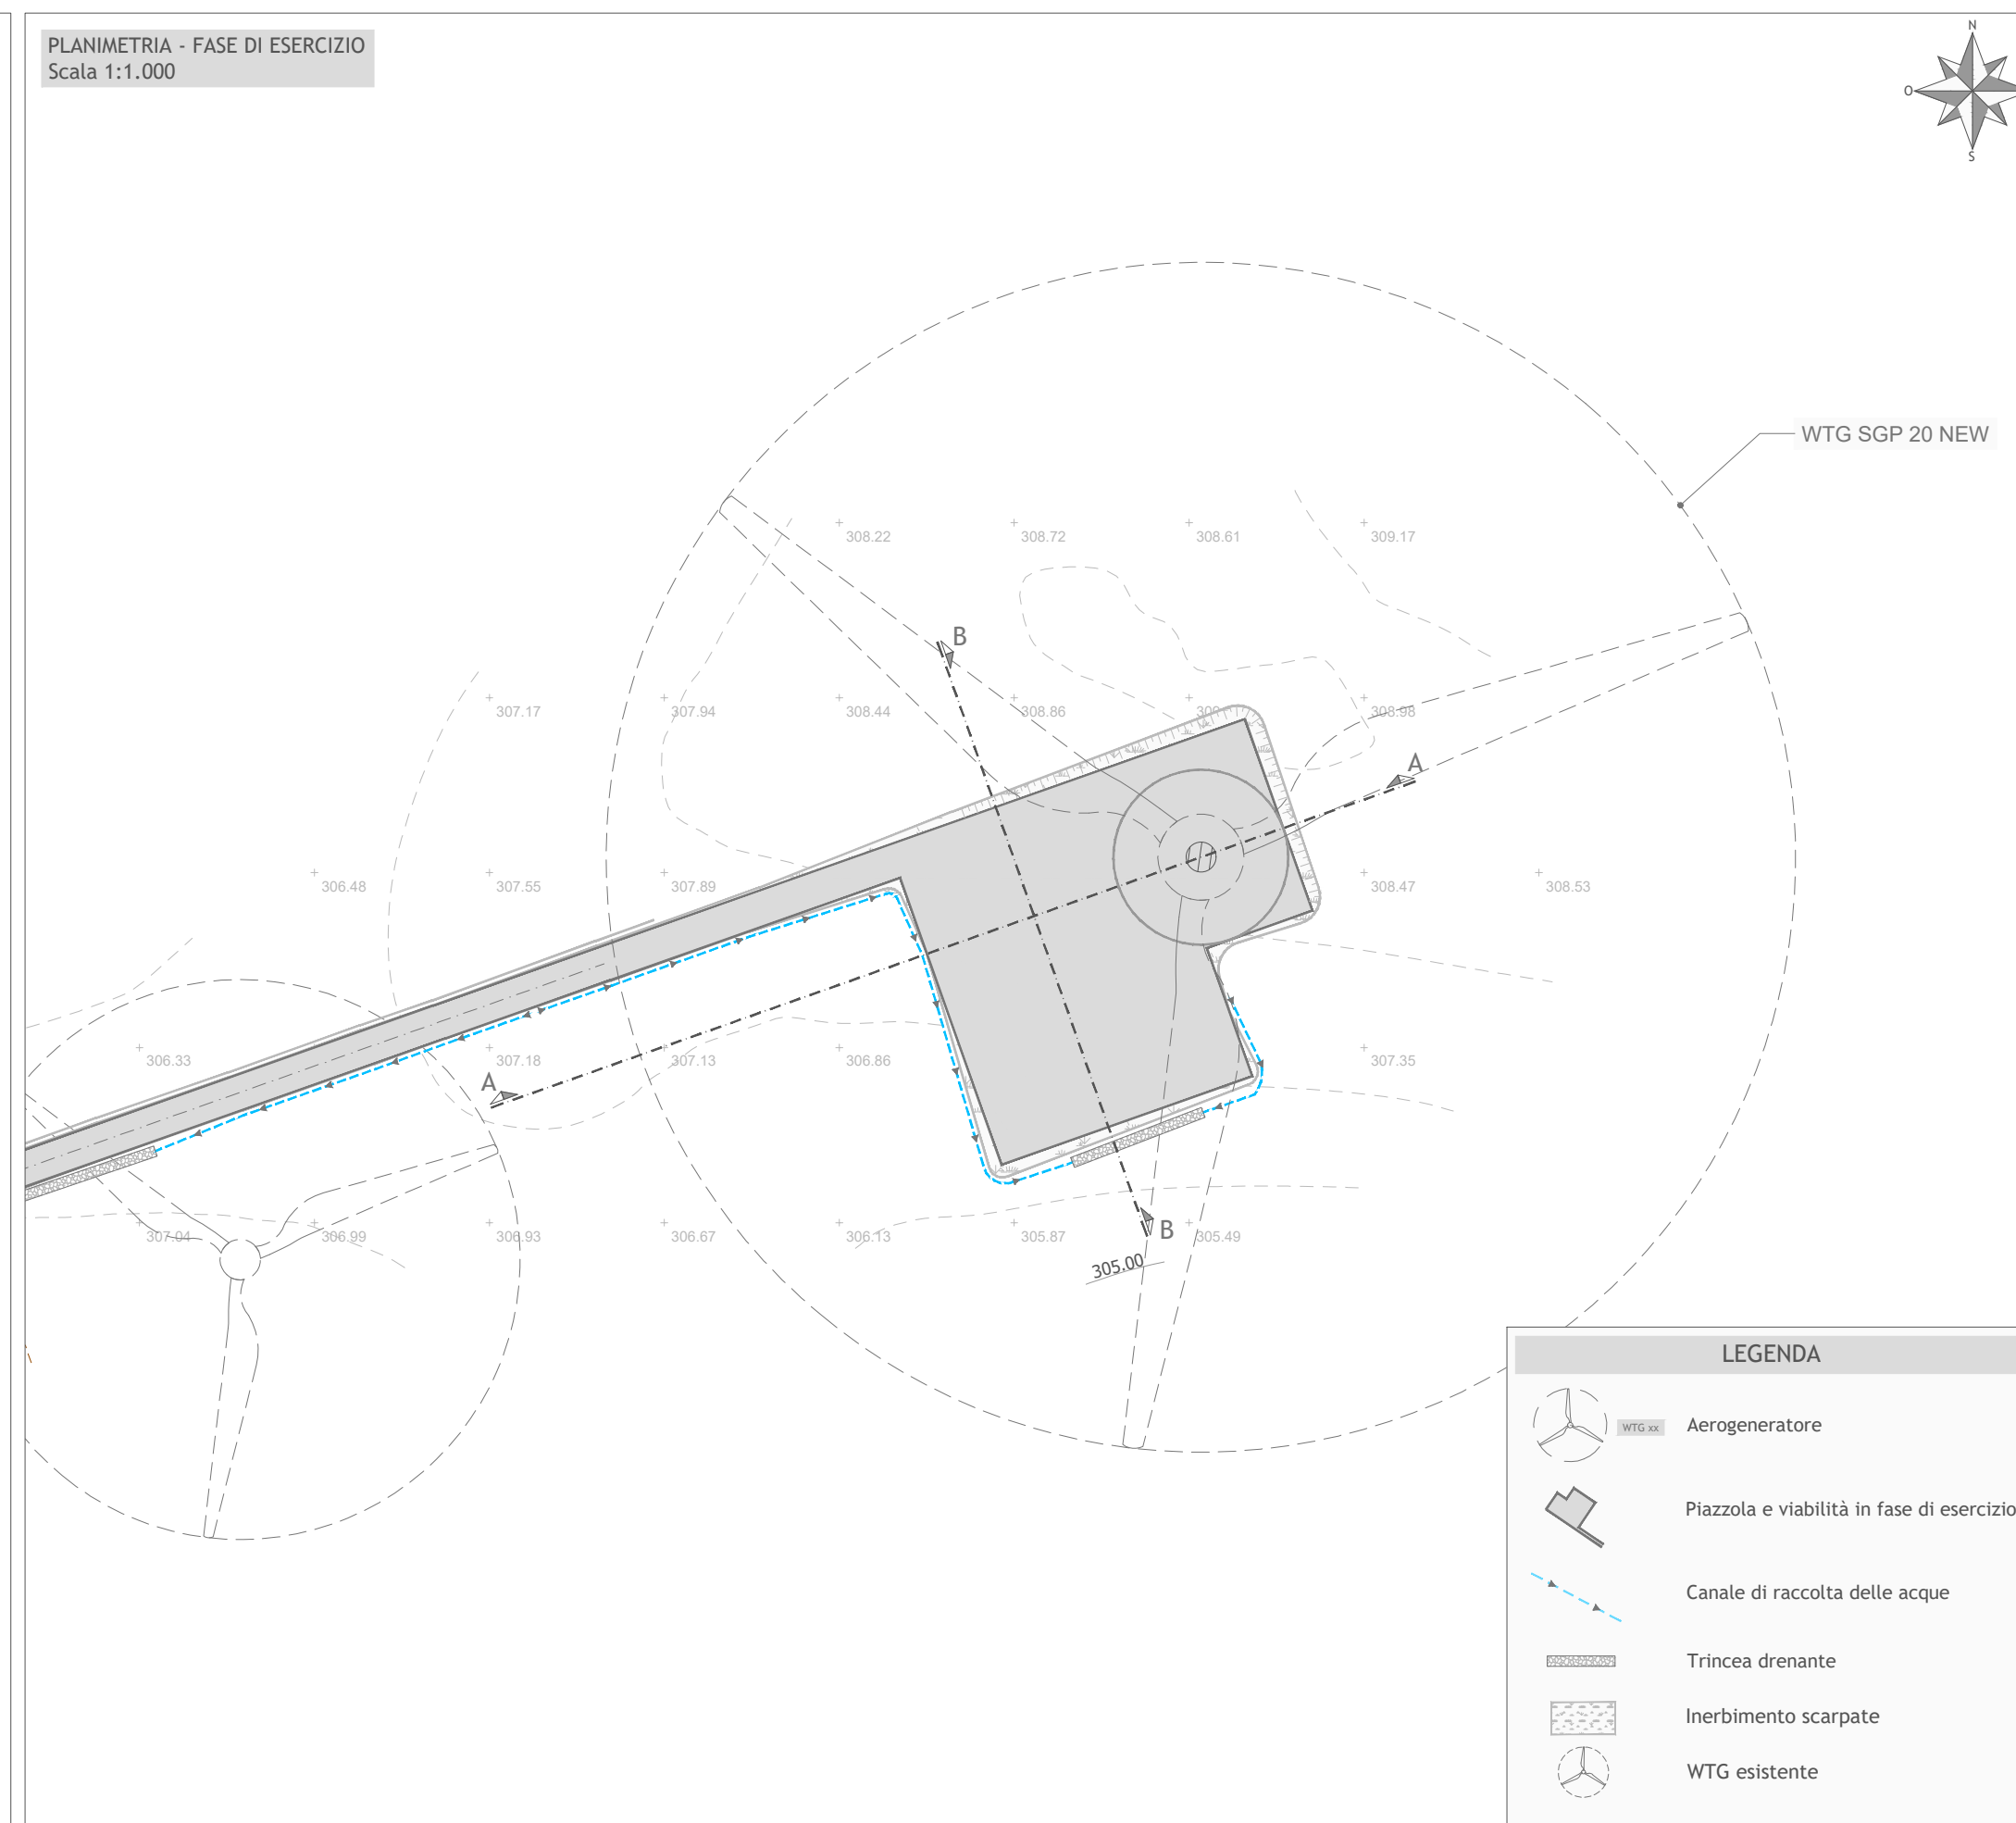 PLANIMETRIA - FASE DI ESERCIZIO
Scala 1:1.000
N
O
S
WTG SGP 20 NEW
308.22
308.72
308.61
309.17
B
307.17
307.94
308.44
308.86
308.98
A
306.48
307.55
307.89
308.47
308.53
306.33
307.18
307.13
306.86
307.35
A
307.04
306.99
306.93
306.67
306.13
305.87
305.49
B
305.00
LEGENDA
WTG xx
Aerogeneratore
Piazzola e viabilità in fase di esercizio
Canale di raccolta delle acque
Trincea drenante
Inerbimento scarpate
WTG esistente